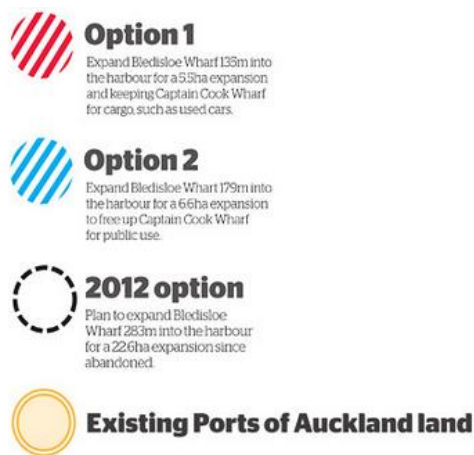 Option 1
Expand Bledisloe Wharf 135m into
the harbour for a 5.5ha expansion
and keeping Captain Cook Wharf
for cargo, such as used cars.
Option 2
Expand Bledisloe Wharf 179m into
the harbour for a 6.6ha expansion
to free up Captain Cook Wharf
for public use.
2012 option
Plan to expand Bledisloe
Wharf 283m into the harbour
for a 22.6ha expansion since
abandoned.
Existing Ports of Auckland land